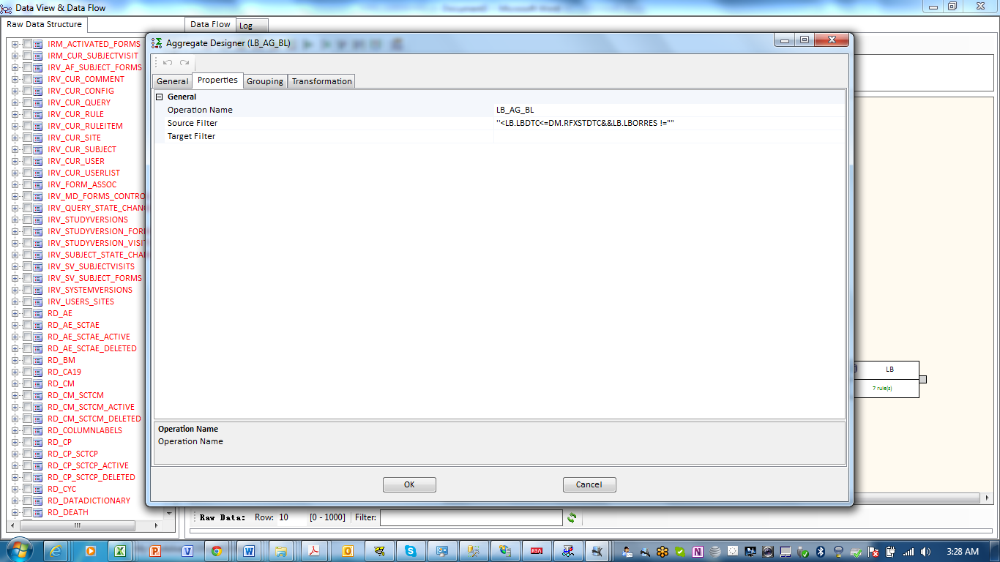 Data View & Data Flow
Raw Data Structure
Data Flow
Log
IRM_ACTIVATED_FORMS
IRM_CUR_SUBJECTVISIT
IRV_AF_SUBJECT_FORMS
IRV_CUR_COMMENT
IRV_CUR_CONFIG
IRV_CUR_QUERY
IRV_CUR_RULE
IRV_CUR_RULEITEM
IRV_CUR_SITE
IRV_CUR_SUBJECT
IRV_CUR_USER
IRV_CUR_USERLIST
IRV_FORM_ASSOC
IRV_MD_FORMS_CONTRO
IRV_QUERY_STATE_CHAN
IRV_STUDYVERSIONS
IRV_STUDYVERSION_FOR
IRV_STUDYVERSION_VISI
IRV_SUBJECT_STATE_CHA
IRV_SV_SUBJECTVISITS
IRV_SV_SUBJECT_FORMS
IRV_SYSTEMVERSIONS
IRV_USERS_SITES
RD_AE
RD_AE_SCTAE
RD_AE_SCTAE_ACTIVE
RD_AE_SCTAE_DELETED
RD_BM
RD_CA19
RD_CM
RD_CM_SCTCM
RD_CM_SCTCM_ACTIVE
RD_CM_SCTCM_DELETED
RD_COLUMNLABELS
RD_CP
RD_CP_SCTCP
RD_CP_SCTCP_ACTIVE
RD_CP_SCTCP_DELETED
RD_CYC
RD_DATADICTIONARY
RD_DEATH
Aggregate Designer (LB_AG_BL)
General Properties Grouping Transformation
General
Operation Name LB_AG_BL
Source Filter ''<LB.LBDTC<=DM.RFXSTDTC&&LB.LBORRES !=""
Target Filter
Operation Name
Operation Name
OK Cancel
LB
7 rule(s)
Raw Data: Row: 10 [0 - 1000] Filter:
3:28 AM